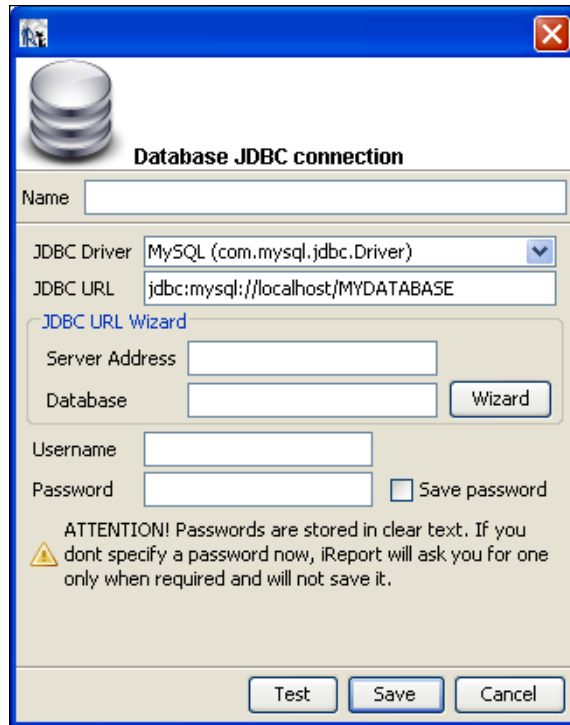 Database JDBC connection
Name
JDBC Driver MySQL (com.mysql.jdbc.Driver)
JDBC URL jdbc:mysql://localhost/MYDATABASE
JDBC URL Wizard
Server Address
Database Wizard
Username
Password Save password
ATTENTION! Passwords are stored in clear text. If you
dont specify a password now, iReport will ask you for one
only when required and will not save it.
Test Save Cancel